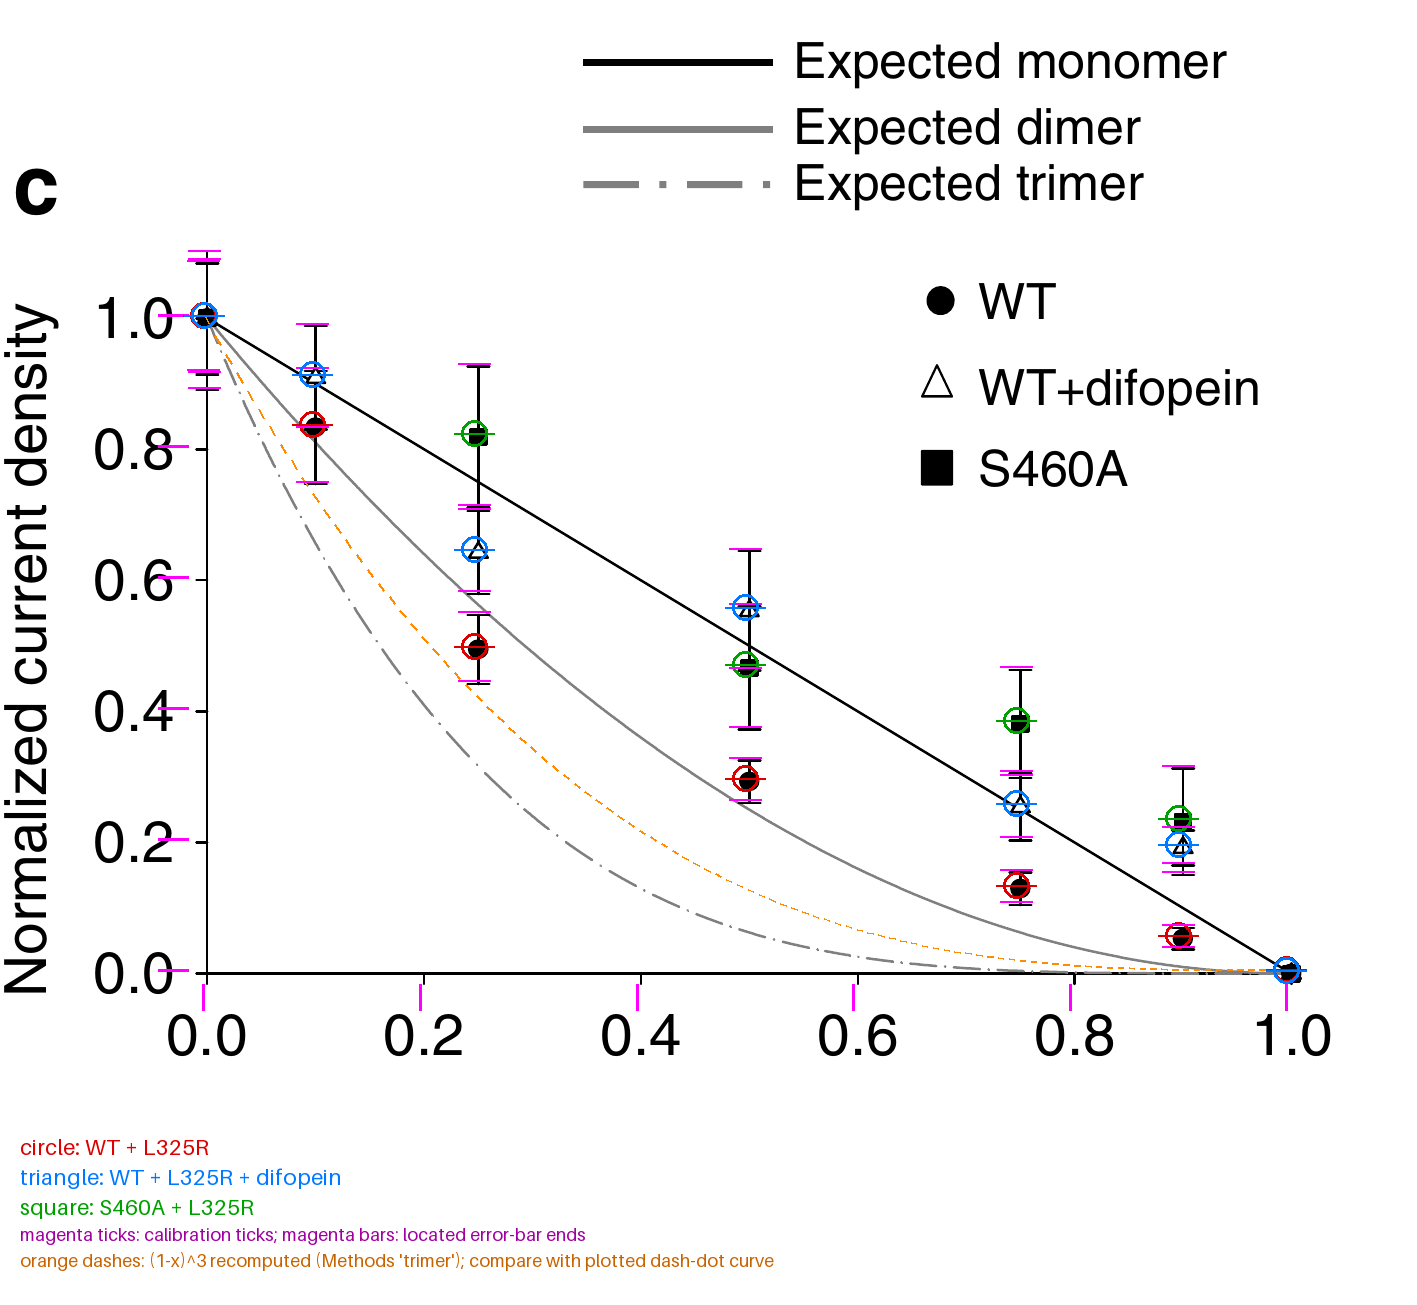 Expected monomer
Expected dimer
Expected trimer
c
WT
WT+difopein
S460A
Normalized current density
1.0
0.8
0.6
0.4
0.2
0.0
0.0 0.2 0.4 0.6 0.8 1.0
circle: WT + L325R
triangle: WT + L325R + difopein
square: S460A + L325R
magenta ticks: calibration ticks; magenta bars: located error-bar ends
orange dashes: (1-x)^3 recomputed (Methods 'trimer'); compare with plotted dash-dot curve